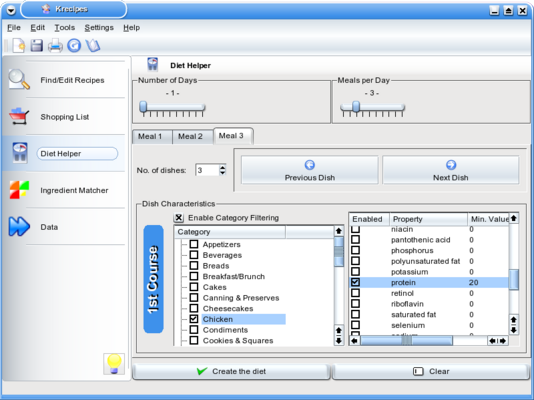 Krecipes
File Edit Tools Settings Help
Find/Edit Recipes
Shopping List
Diet Helper
Ingredient Matcher
Data
Diet Helper
Number of Days
- 1 -
Meals per Day
- 3 -
Meal 1 Meal 2 Meal 3
No. of dishes: 3
Previous Dish
Next Dish
Dish Characteristics
1st Course
Enable Category Filtering
Category
Appetizers
Beverages
Breads
Breakfast/Brunch
Cakes
Canning & Preserves
Cheesecakes
Chicken
Condiments
Cookies & Squares
Enabled Property Min. Value
niacin 0
pantothenic acid 0
phosphorus 0
polyunsaturated fat 0
potassium 0
protein 20
retinol 0
riboflavin 0
saturated fat 0
selenium 0
Create the diet
Clear